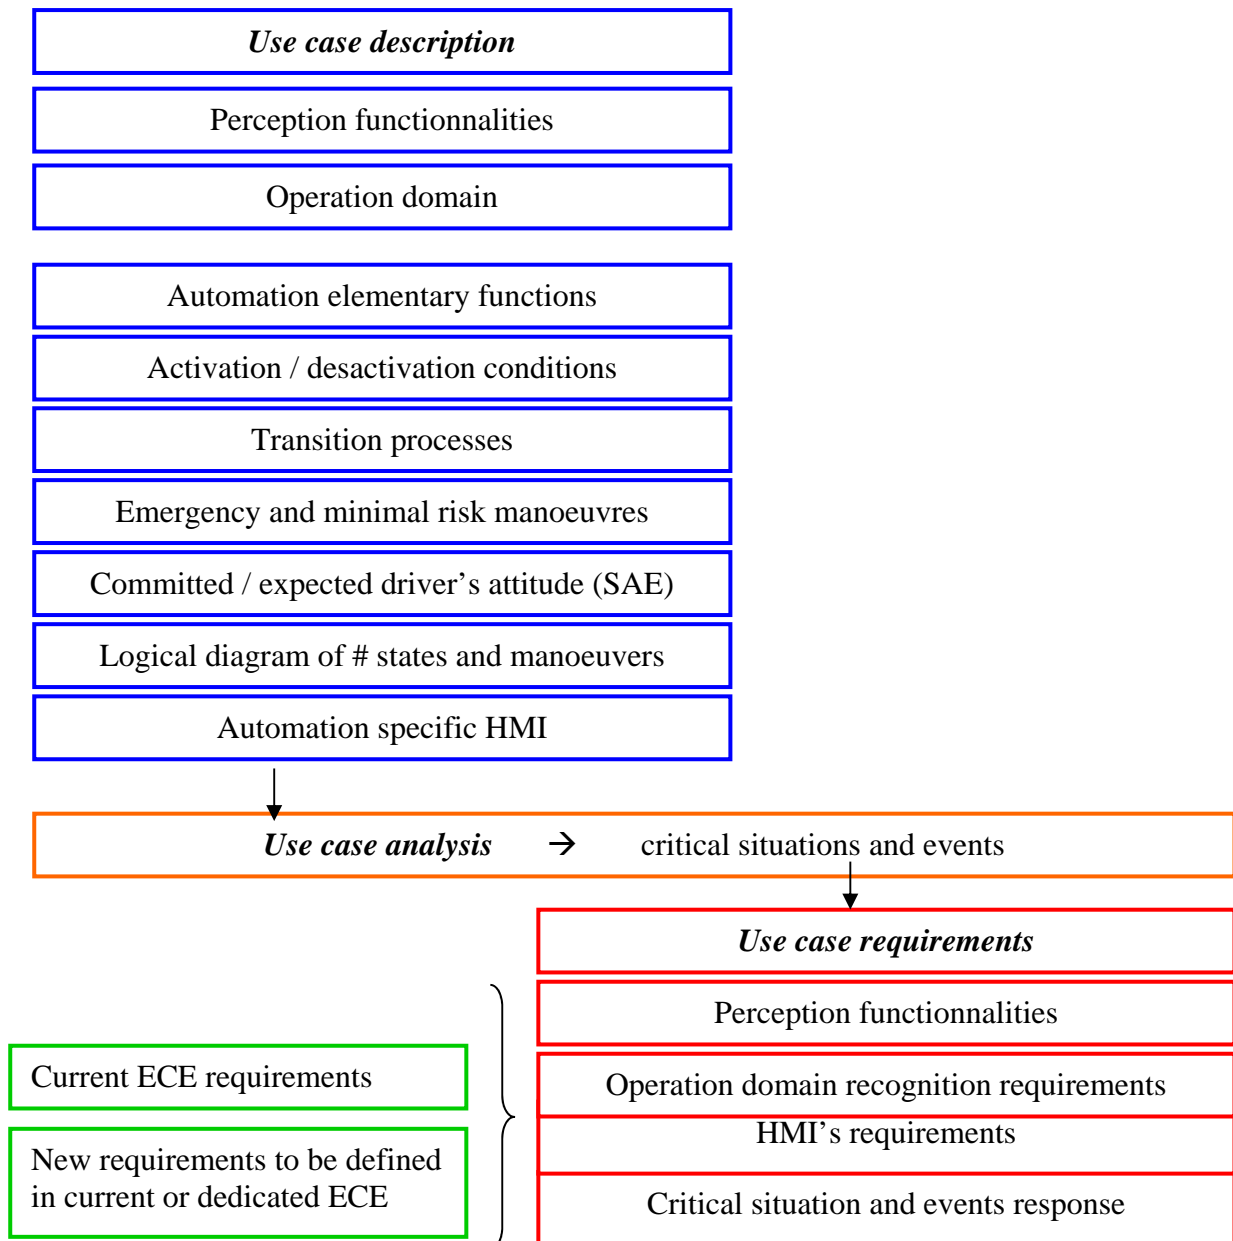 Use case description
Perception functionnalities
Operation domain
Automation elementary functions
Activation / desactivation conditions
Transition processes
Emergency and minimal risk manoeuvres
Committed / expected driver’s attitude (SAE)
Logical diagram of # states and manoeuvers
Automation specific HMI
Use case analysis → critical situations and events
Use case requirements
Perception functionnalities
Current ECE requirements
Operation domain recognition requirements
HMI’s requirements
New requirements to be defined
in current or dedicated ECE
Critical situation and events response